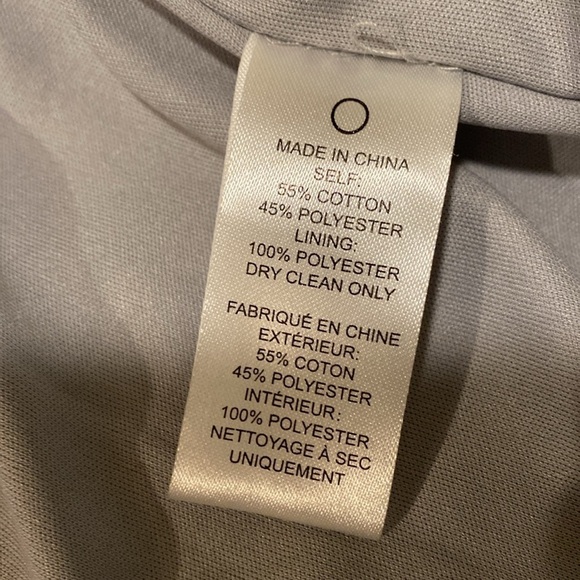 MADE IN CHINA
SELF:
55% COTTON
45% POLYESTER
LINING:
100% POLYESTER
DRY CLEAN ONLY
FABRIQUÉ EN CHINE
EXTÉRIEUR:
55% COTON
45% POLYESTER
INTÉRIEUR:
100% POLYESTER
NETTOYAGE À SEC
UNIQUEMENT